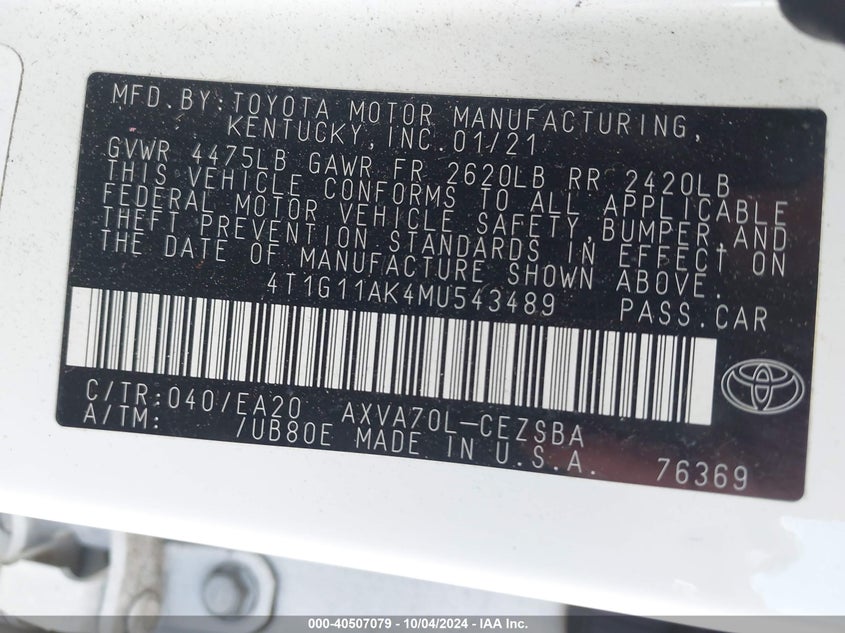 MFD.BY:TOYOTA MOTOR MANUFACTURING,
KENTUCKY,INC.01/21
GVWR 4475LB GAWR FR 2620LB RR 2420LB
THIS VEHICLE CONFORMS TO ALL APPLICABLE
FEDERAL MOTOR VEHICLE SAFETY,BUMPER,AND
THEFT PREVENTION STANDARDS IN EFFECT ON
THE DATE OF MANUFACTURE SHOWN ABOVE.
4T1G11AK4MU543489 PASS.CAR
C/TR:040/EA20 AXVA70L-CEZSBA
A/TM: /UB80E MADE IN U.S.A. 76369
000-40507079 - 10/04/2024 - IAA Inc.